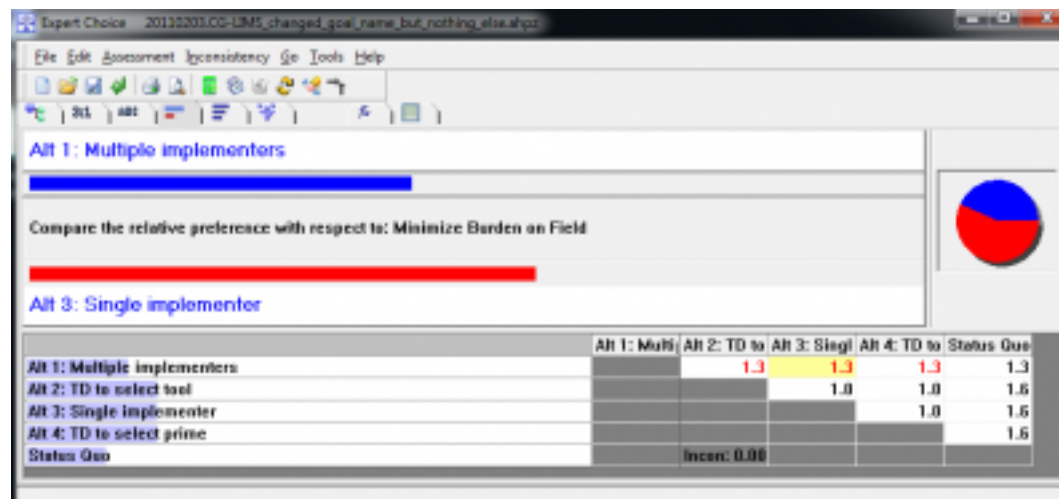 Expert Choice 20110203.CG-LIMS_changed_goal_name_but_nothing_else.ahpz
File Edit Assessment Inconsistency Go Tools Help
3:1 ABC
Alt 1: Multiple implementers
Compare the relative preference with respect to: Minimize Burden on Field
Alt 3: Single implementer
Alt 1: Multi Alt 2: TD to Alt 3: Singl Alt 4: TD to Status Quo
Alt 1: Multiple implementers 1.3 1.3 1.3 1.3
Alt 2: TD to select tool 1.0 1.0 1.6
Alt 3: Single implementer 1.0 1.6
Alt 4: TD to select prime 1.6
Status Quo Incon: 0.00